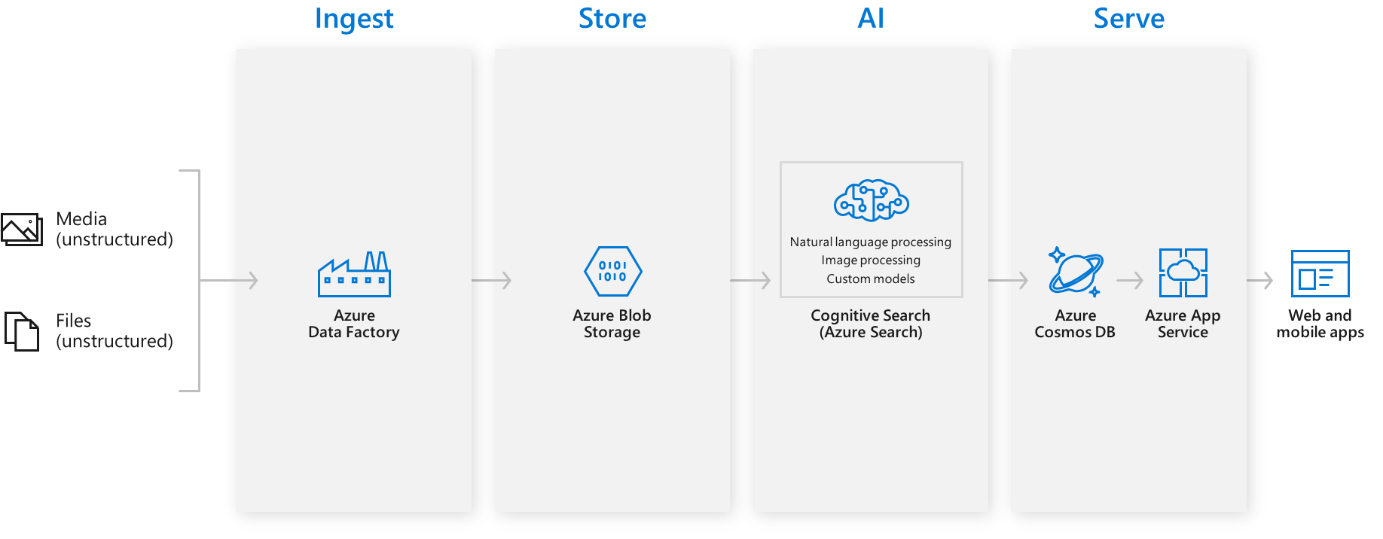 Ingest
Store
AI
Serve
Media
(unstructured)
Files
(unstructured)
Azure
Data Factory
0101
1010
Azure Blob
Storage
Natural language processing
Image processing
Custom models
Cognitive Search
(Azure Search)
Azure
Cosmos DB
Azure App
Service
Web and
mobile apps